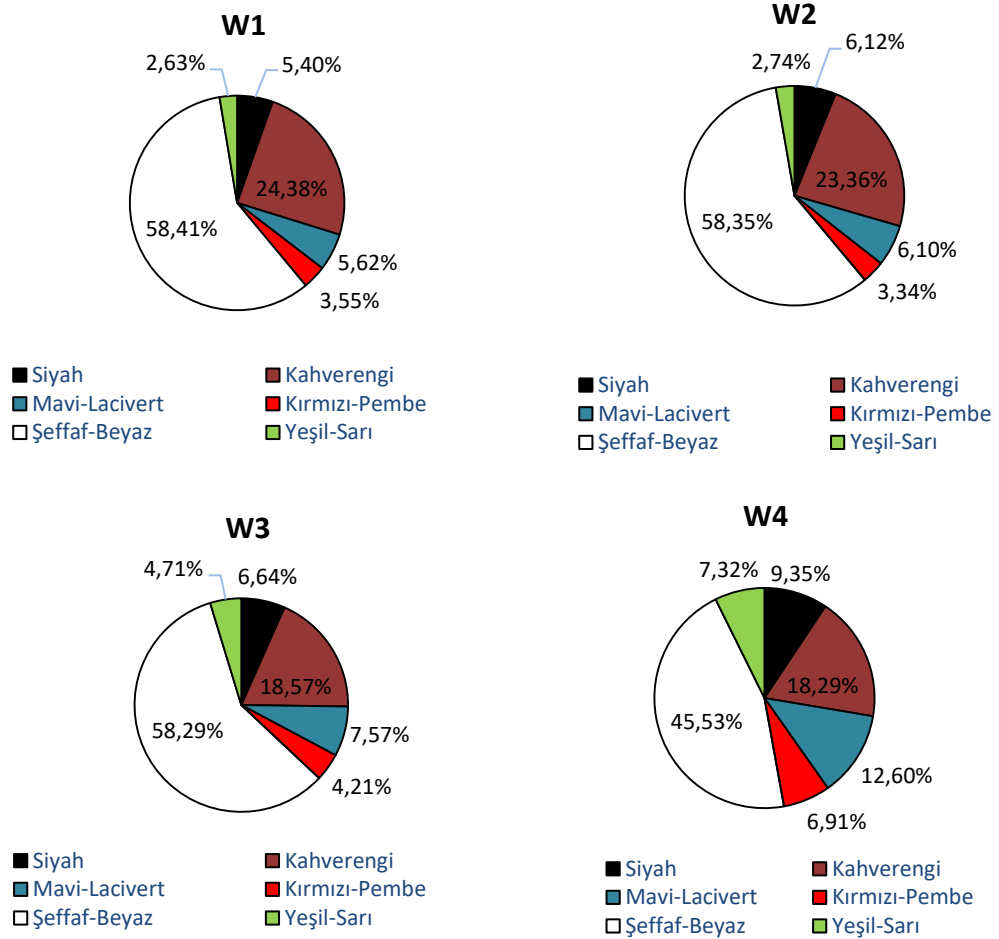 W1
2,63%
5,40%
24,38%
58,41%
5,62%
3,55%
Siyah
Kahverengi
Mavi-Lacivert
Kırmızı-Pembe
Şeffaf-Beyaz
Yeşil-Sarı
W2
2,74%
6,12%
23,36%
58,35%
6,10%
3,34%
Siyah
Kahverengi
Mavi-Lacivert
Kırmızı-Pembe
Şeffaf-Beyaz
Yeşil-Sarı
W3
4,71%
6,64%
18,57%
58,29%
7,57%
4,21%
Siyah
Kahverengi
Mavi-Lacivert
Kırmızı-Pembe
Şeffaf-Beyaz
Yeşil-Sarı
W4
7,32%
9,35%
18,29%
45,53%
12,60%
6,91%
Siyah
Kahverengi
Mavi-Lacivert
Kırmızı-Pembe
Şeffaf-Beyaz
Yeşil-Sarı